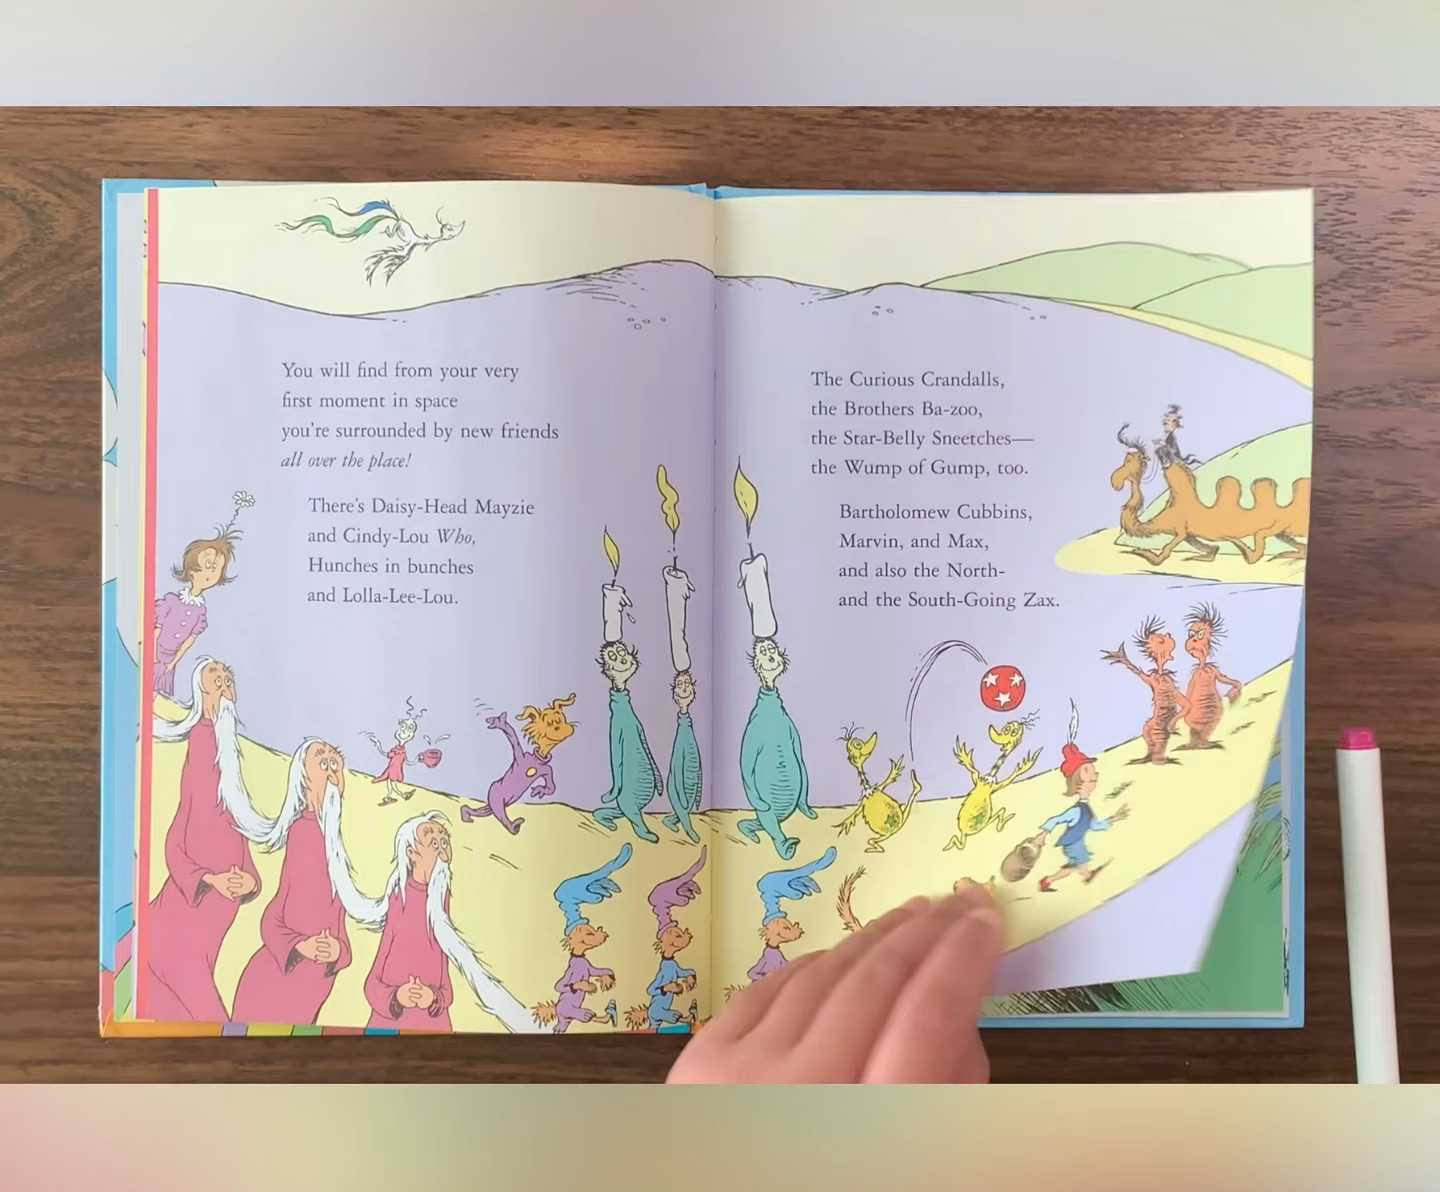 You will find from your very
first moment in space
you're surrounded by new friends
all over the place!
There's Daisy-Head Mayzie
and Cindy-Lou Who,
Hunches in bunches
and Lolla-Lee-Lou.
The Curious Crandalls,
the Brothers Ba-zoo,
the Star-Belly Sneetches—
the Wump of Gump, too.
Bartholomew Cubbins,
Marvin, and Max,
and also the North-
and the South-Going Zax.